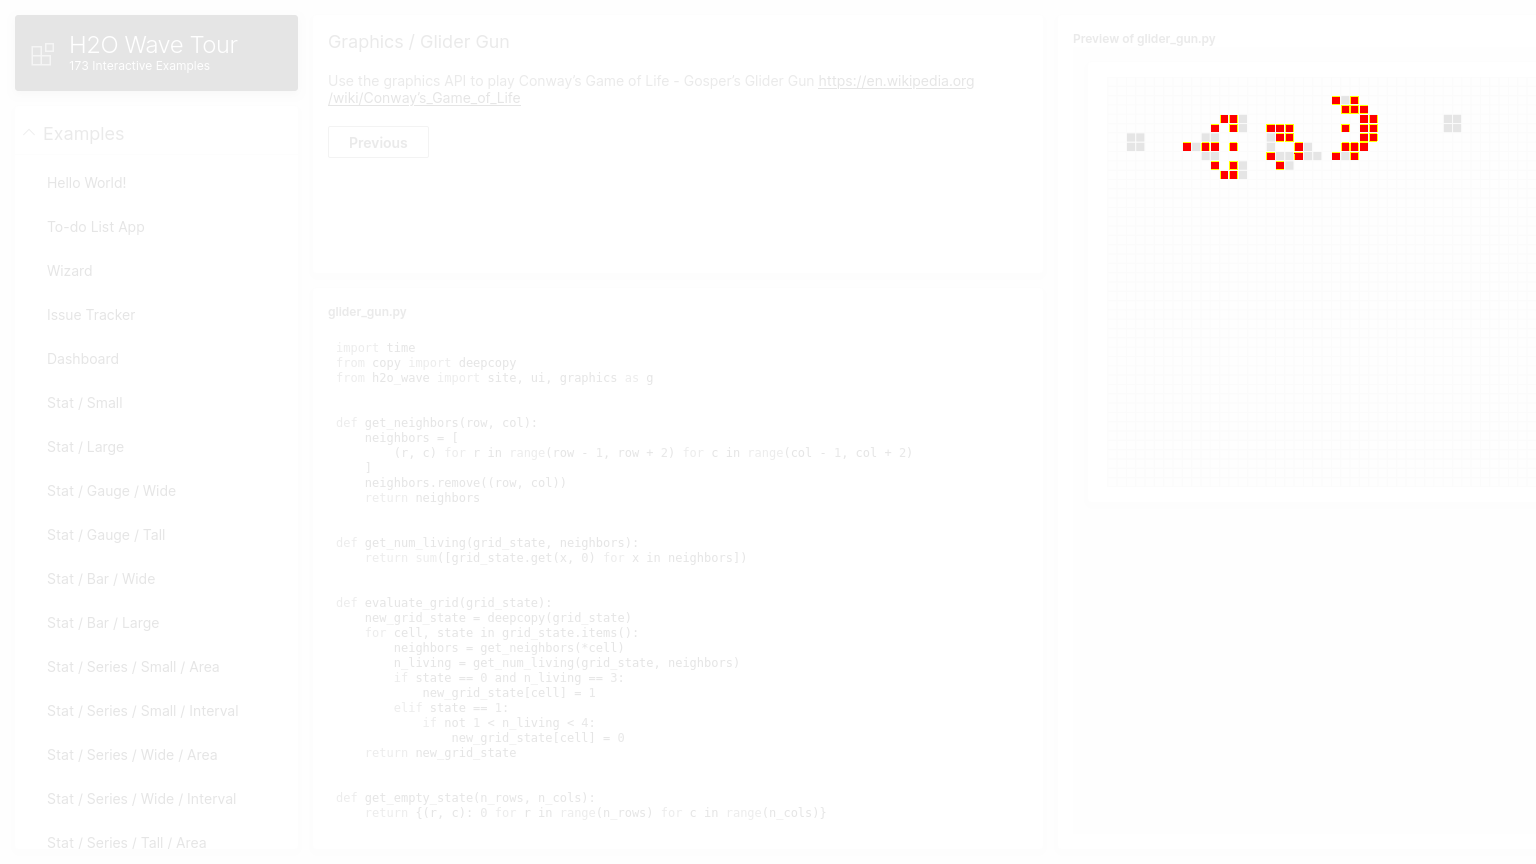 H2O Wave Tour
173 Interactive Examples
Examples
Hello World!
To-do List App
Wizard
Issue Tracker
Dashboard
Stat / Small
Stat / Large
Stat / Gauge / Wide
Stat / Gauge / Tall
Stat / Bar / Wide
Stat / Bar / Large
Stat / Series / Small / Area
Stat / Series / Small / Interval
Stat / Series / Wide / Area
Stat / Series / Wide / Interval
Stat / Series / Tall / Area
Graphics / Glider Gun
Use the graphics API to play Conway's Game of Life - Gosper's Glider Gun https://en.wikipedia.org
/wiki/Conway's_Game_of_Life
Previous
glider_gun.py
import time
from copy import deepcopy
from h2o_wave import site, ui, graphics as g
def get_neighbors(row, col):
    neighbors = [
        (r, c) for r in range(row - 1, row + 2) for c in range(col - 1, col + 2)
    ]
    neighbors.remove((row, col))
    return neighbors
def get_num_living(grid_state, neighbors):
    return sum([grid_state.get(x, 0) for x in neighbors])
def evaluate_grid(grid_state):
    new_grid_state = deepcopy(grid_state)
    for cell, state in grid_state.items():
        neighbors = get_neighbors(*cell)
        n_living = get_num_living(grid_state, neighbors)
        if state == 0 and n_living == 3:
            new_grid_state[cell] = 1
        elif state == 1:
            if not 1 < n_living < 4:
                new_grid_state[cell] = 0
    return new_grid_state
def get_empty_state(n_rows, n_cols):
    return {(r, c): 0 for r in range(n_rows) for c in range(n_cols)}
Preview of glider_gun.py